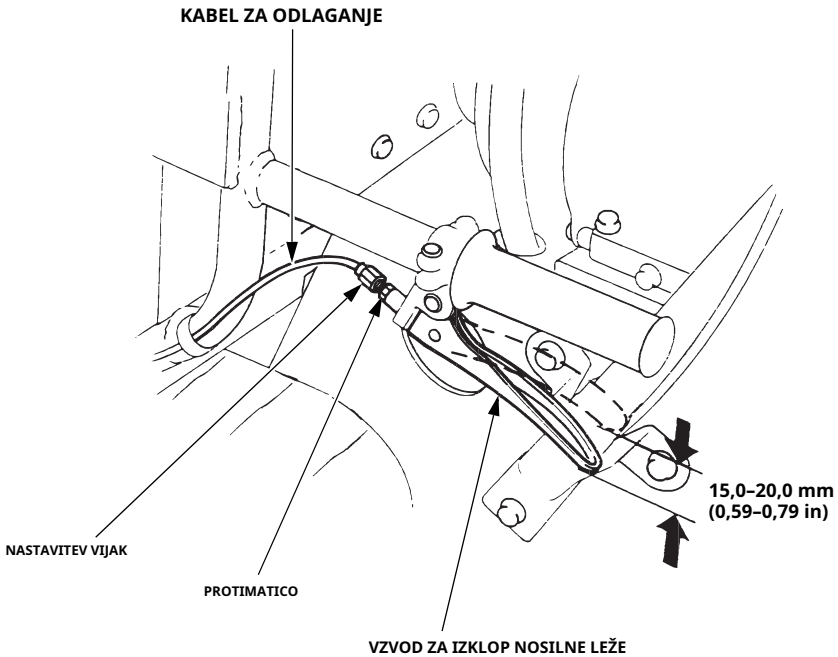 KABEL ZA ODLAGANJE
15,0–20,0 mm
(0,59–0,79 in)
NASTAVITEV VIJAK
PROTIMATICO
VZVOD ZA IZKLOP NOSILNE LEŽE